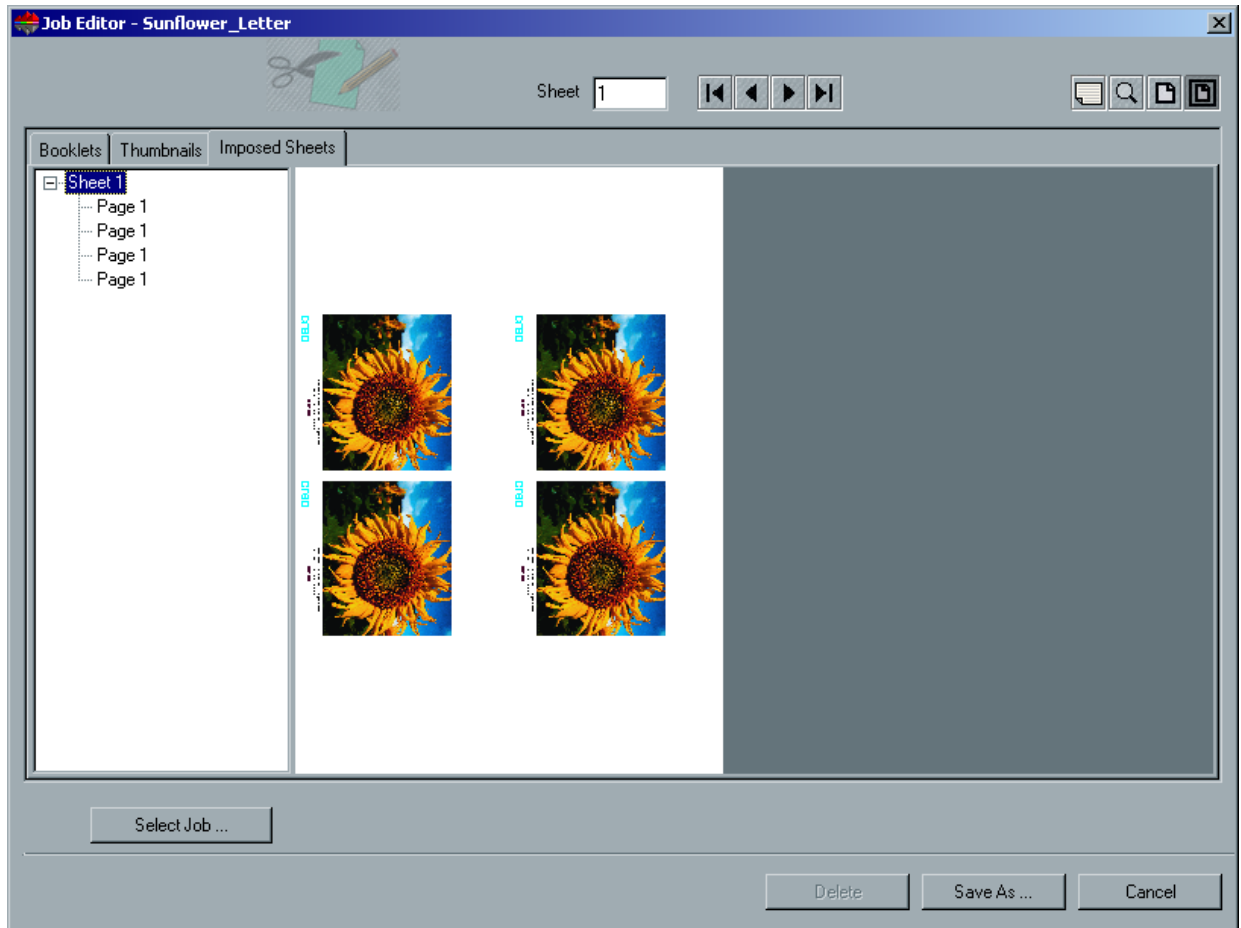 Job Editor - Sunflower_Letter
Sheet 1
Booklets Thumbnails Imposed Sheets
Sheet 1
Page 1
Page 1
Page 1
Page 1
Select Job ...
Delete Save As ... Cancel